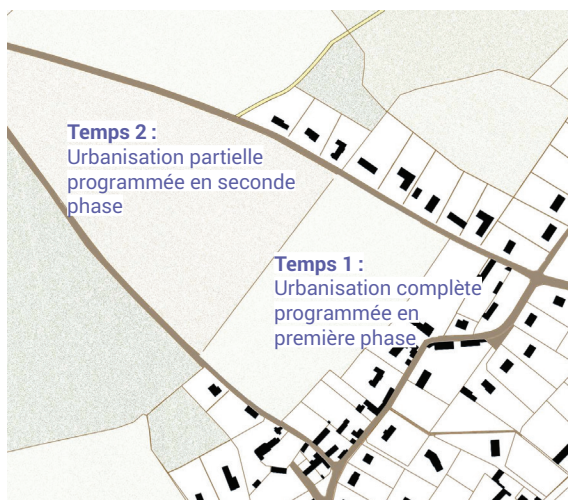 Temps 2 :
Urbanisation partielle
programmée en seconde
phase
Temps 1 :
Urbanisation complète
programmée en
première phase